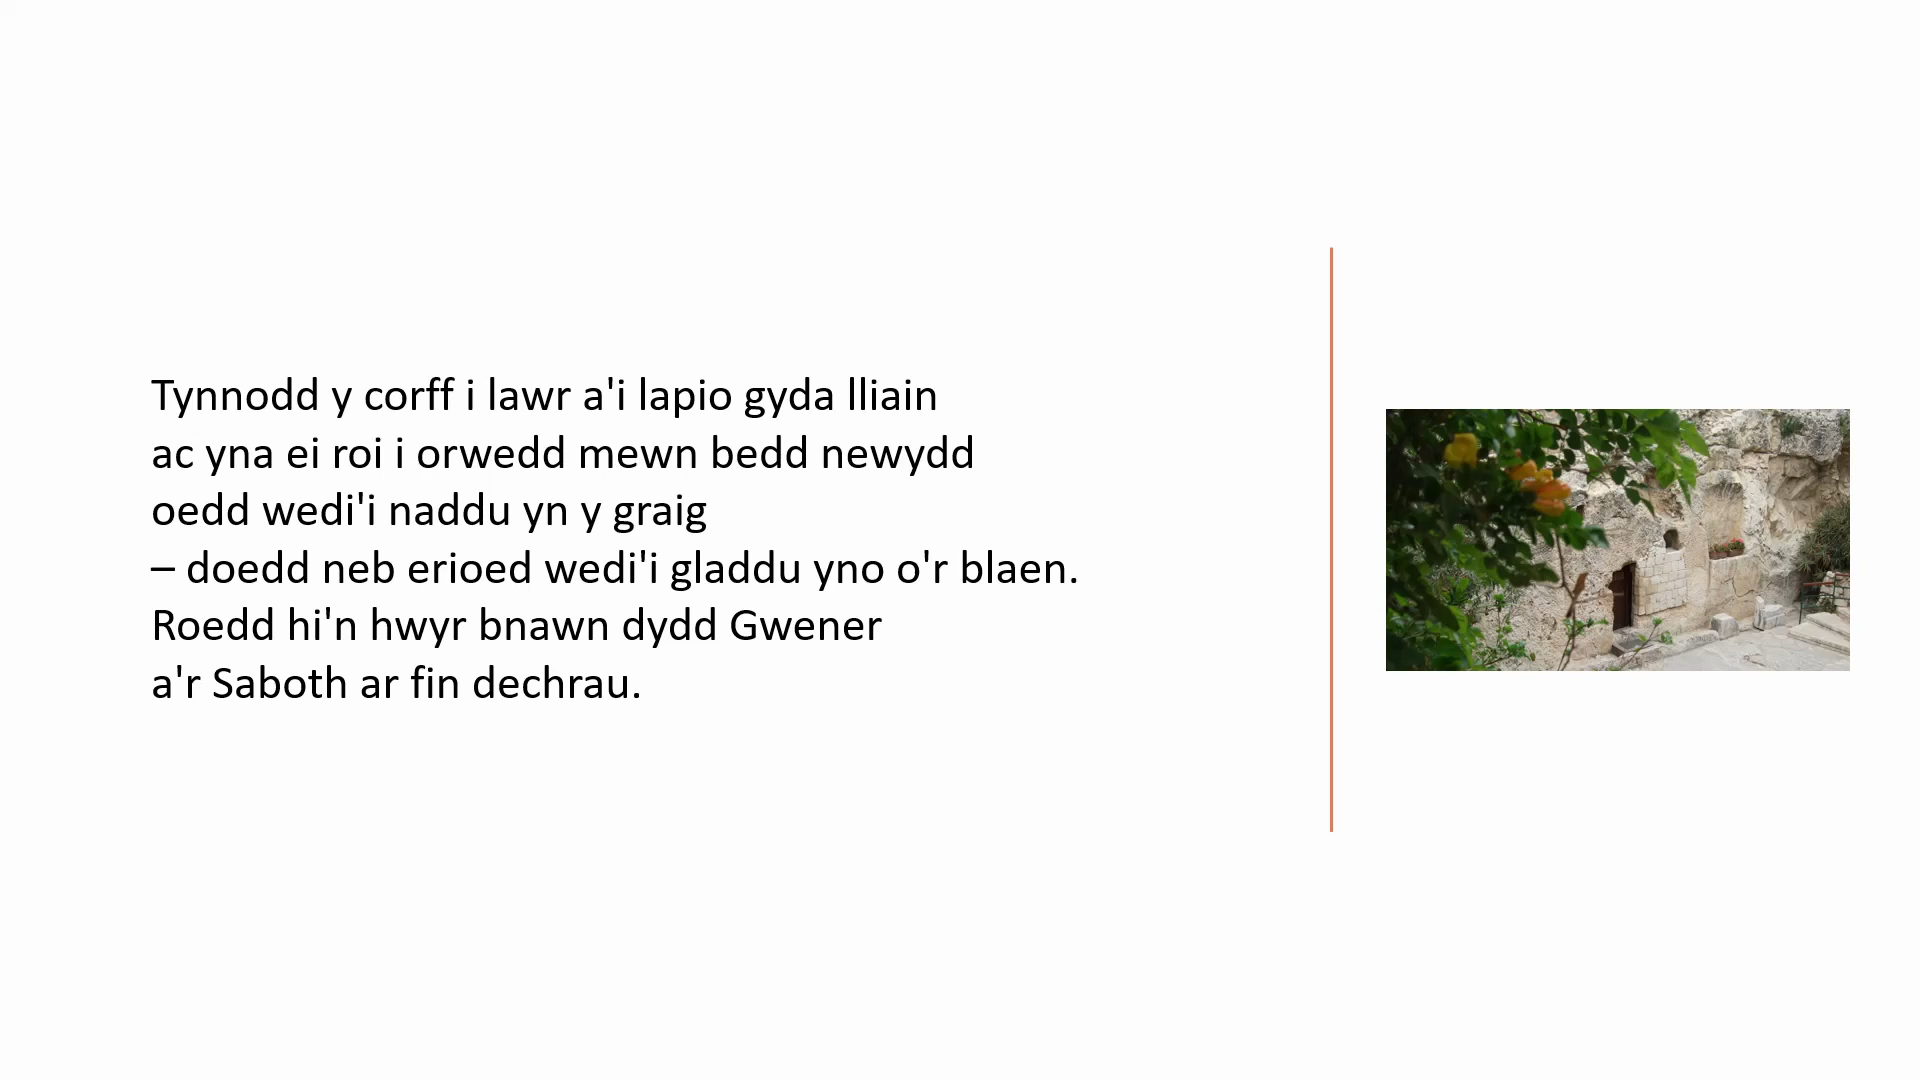 Tynnodd y corff i lawr a'i lapio gyda lliain
ac yna ei roi i orwedd mewn bedd newydd
oedd wedi'i naddu yn y graig
– doedd neb erioed wedi'i gladdu yno o'r blaen.
Roedd hi'n hwyr bnawn dydd Gwener
a'r Saboth ar fin dechrau.